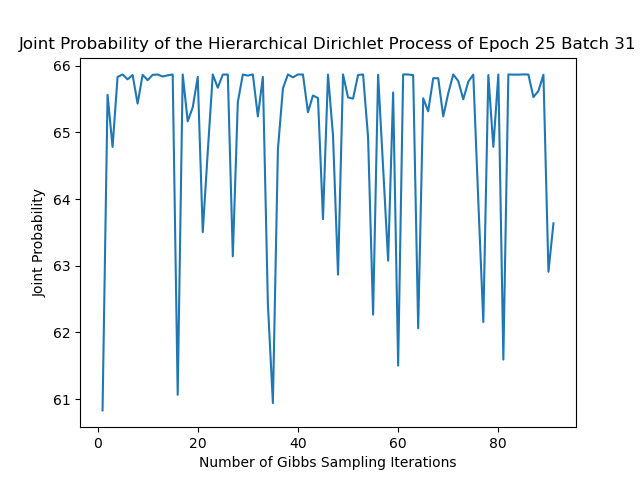 Joint Probability of the Hierarchical Dirichlet Process of Epoch 25 Batch 31
66
65
64
63
62
61
Joint Probability
0 20 40 60 80
Number of Gibbs Sampling Iterations